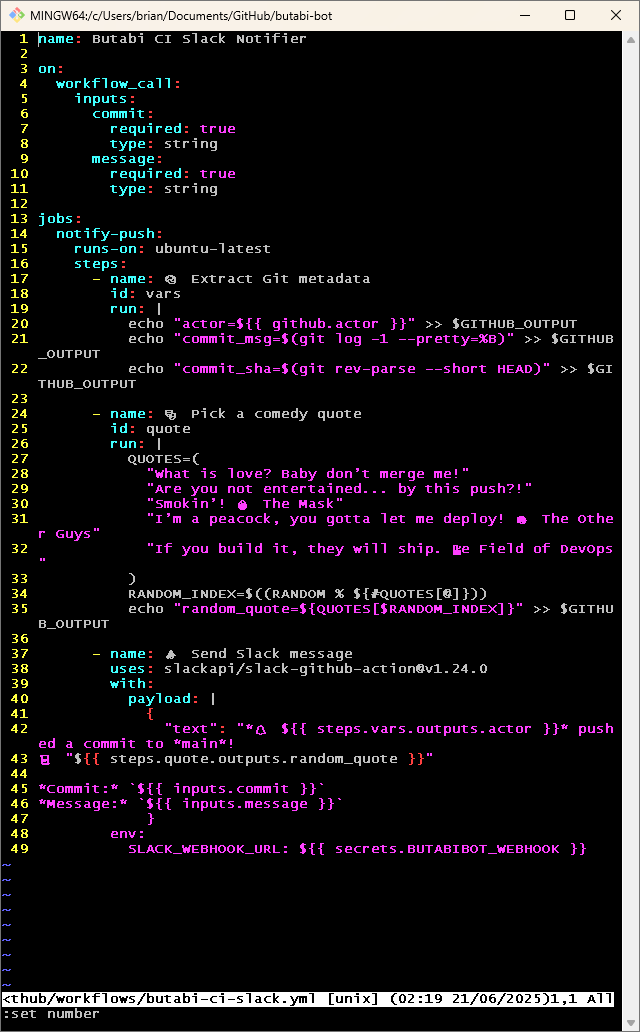 MINGW64:/c/Users/brian/Documents/GitHub/butabi-bot
1 name: Butabi CI Slack Notifier
2
3 on:
4   workflow_call:
5     inputs:
6       commit:
7         required: true
8         type: string
9       message:
10         required: true
11         type: string
12
13 jobs:
14   notify-push:
15     runs-on: ubuntu-latest
16     steps:
17       - name: Extract Git metadata
18         id: vars
19         run: |
20           echo "actor=${{ github.actor }}" >> $GITHUB_OUTPUT
21           echo "commit_msg=$(git log -1 --pretty=%B)" >> $GITHUB
_OUTPUT
22           echo "commit_sha=$(git rev-parse --short HEAD)" >> $GI
THUB_OUTPUT
23
24       - name: Pick a comedy quote
25         id: quote
26         run: |
27           QUOTES=(
28             "What is love? Baby don’t merge me!"
29             "Are you not entertained... by this push?!"
30             "Smokin’! The Mask"
31             "I’m a peacock, you gotta let me deploy! The Othe
r Guys"
32             "If you build it, they will ship. Field of DevOps
"
33           )
34           RANDOM_INDEX=$((RANDOM % ${#QUOTES[@]}))
35           echo "random_quote=${QUOTES[$RANDOM_INDEX]}" >> $GITHU
B_OUTPUT
36
37       - name: Send Slack message
38         uses: slackapi/slack-github-action@v1.24.0
39         with:
40           payload: |
41             {
42               "text": "* ${{ steps.vars.outputs.actor }}* push
ed a commit to *main*!
43 "${{ steps.quote.outputs.random_quote }}"
44
45 *Commit:* `${{ inputs.commit }}`
46 *Message:* `${{ inputs.message }}`
47             }
48         env:
49           SLACK_WEBHOOK_URL: ${{ secrets.BUTABIBOT_WEBHOOK }}
~
~
~
~
~
~
~
~
~
<thub/workflows/butabi-ci-slack.yml [unix] (02:19 21/06/2025)1,1 All
:set number